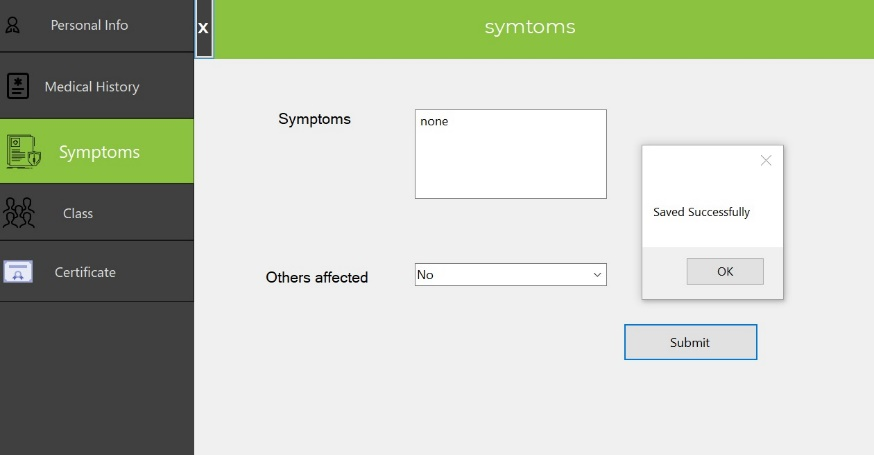 Personal Info
X
symtoms
Medical History
Symptoms
none
Symptoms
Saved Successfully
Class
Others affected
No
OK
Certificate
Submit